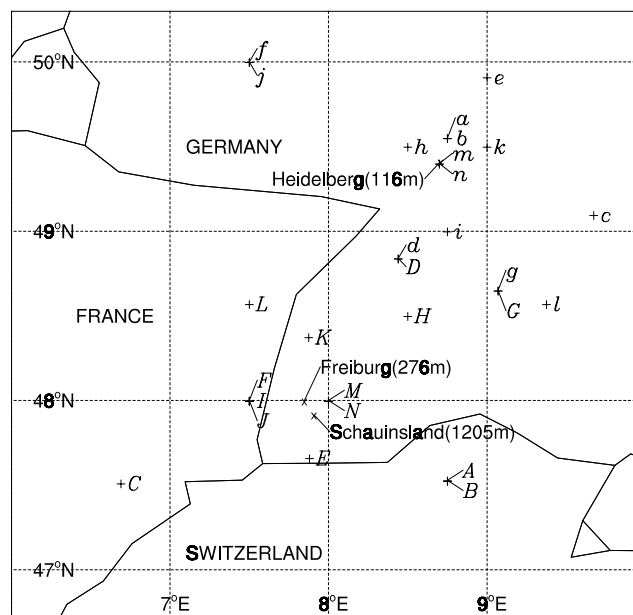 f
50°N
j
e
a
GERMANY
h
b
k
m
Heidelberg(116m)
n
c
49°N
d
i
D
g
FRANCE
L
H
G
l
K
Freiburg(276m)
F
M
48°N
I
J
N
Schauinsland(1205m)
E
A
C
B
SWITZERLAND
47°N
7°E
8°E
9°E